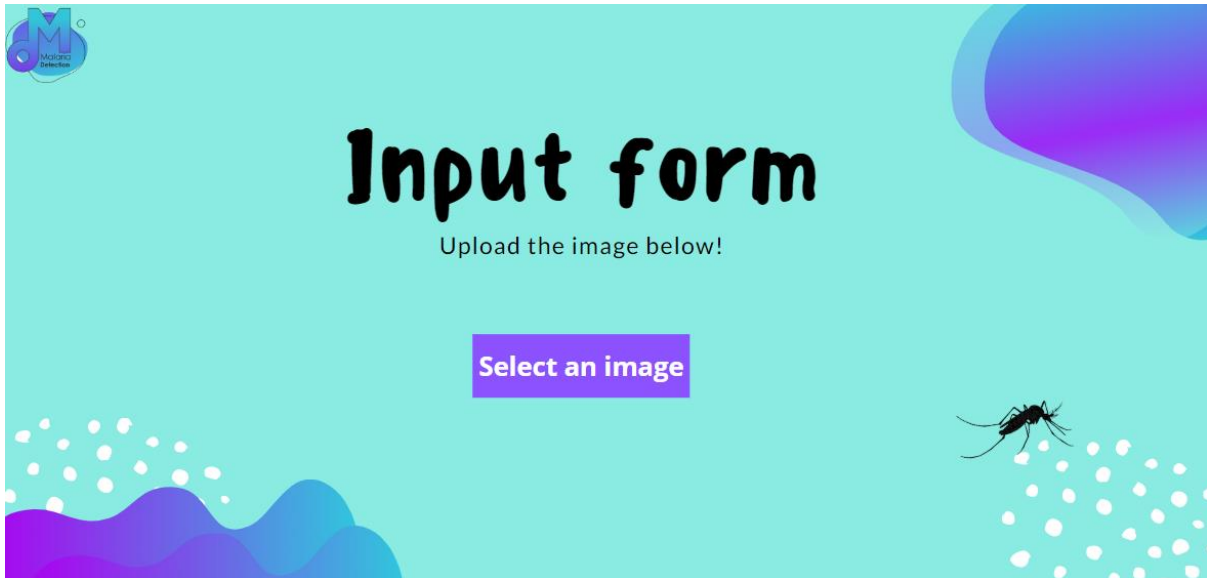 M
Malaria
Detection
Input form
Upload the image below!
Select an image